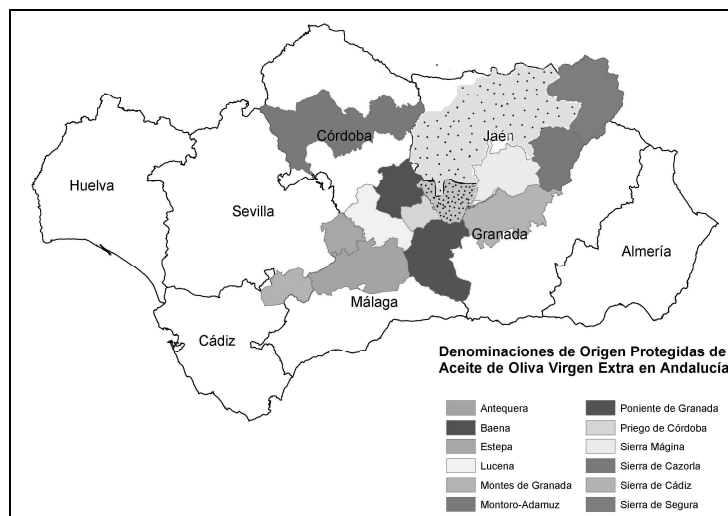 Córdoba
Jaén
Huelva
Sevilla
Granada
Almería
Málaga
Cádiz
Denominaciones de Origen Protegidas de
Aceite de Oliva Virgen Extra en Andalucía
Antequera
Baena
Estepa
Lucena
Montes de Granada
Montoro-Adamuz
Poniente de Granada
Priego de Córdoba
Sierra Mágina
Sierra de Cazorla
Sierra de Cádiz
Sierra de Segura